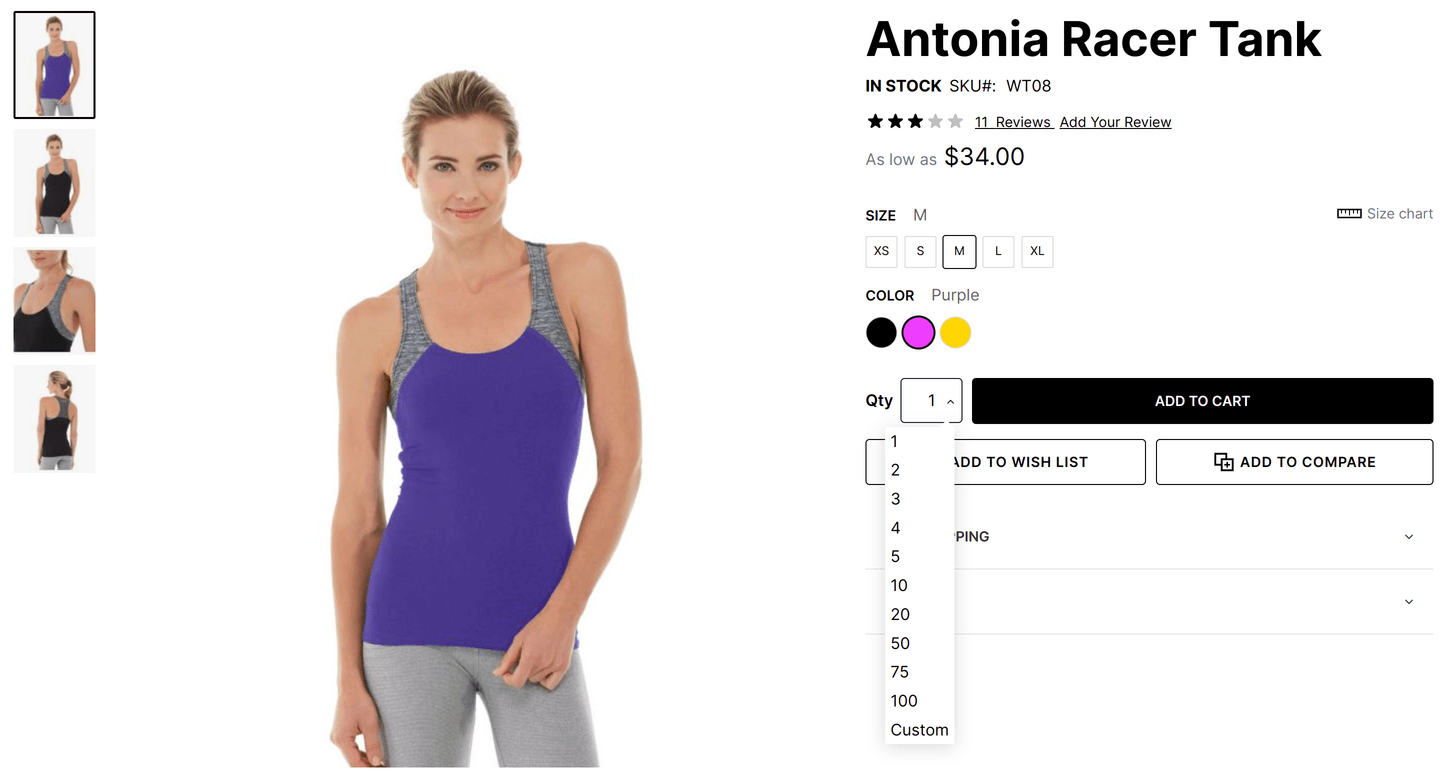 Antonia Racer Tank
IN STOCK SKU#: WT08
11 Reviews Add Your Review
As low as $34.00
SIZE M
Size chart
XS S M L XL
COLOR Purple
Qty 1 ADD TO CART
ADD TO WISH LIST ADD TO COMPARE
1
2
3
4
PPING
5
10
20
50
75
100
Custom